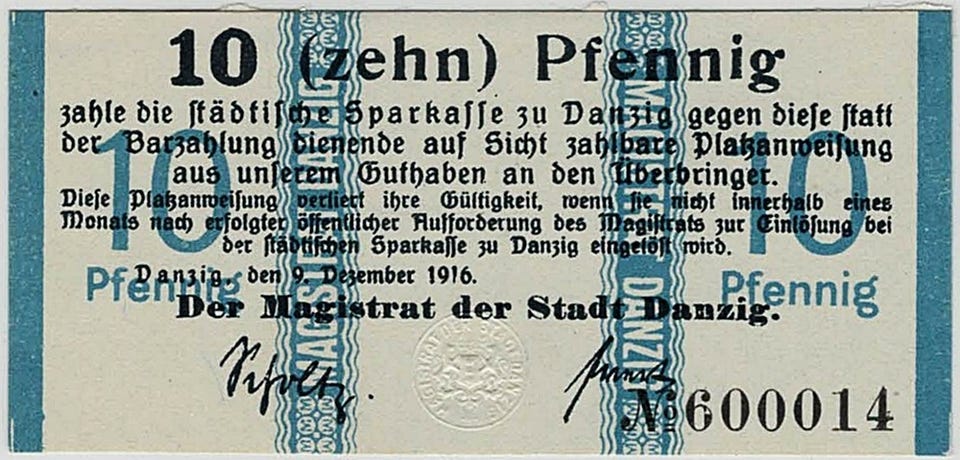 10 (zehn) Pfennig
zahle die städtische Sparkasse zu Danzig gegen diese statt
der Barzahlung dienende auf Sicht zahlbare Platzanweisung
aus unserem Guthaben an den Überbringer.
Diese Platzanweisung verliert ihre Gültigkeit, wenn sie nicht innerhalb eines
Monats nach erfolgter öffentlicher Aufforderung des Magistrats zur Einlösung bei
der städtischen Sparkasse zu Danzig eingelöst wird.
Danzig, den 9. Dezember 1916.
Der Magistrat der Stadt Danzig.
10
Pfennig
10
Pfennig
Scholtz.
№ 600014